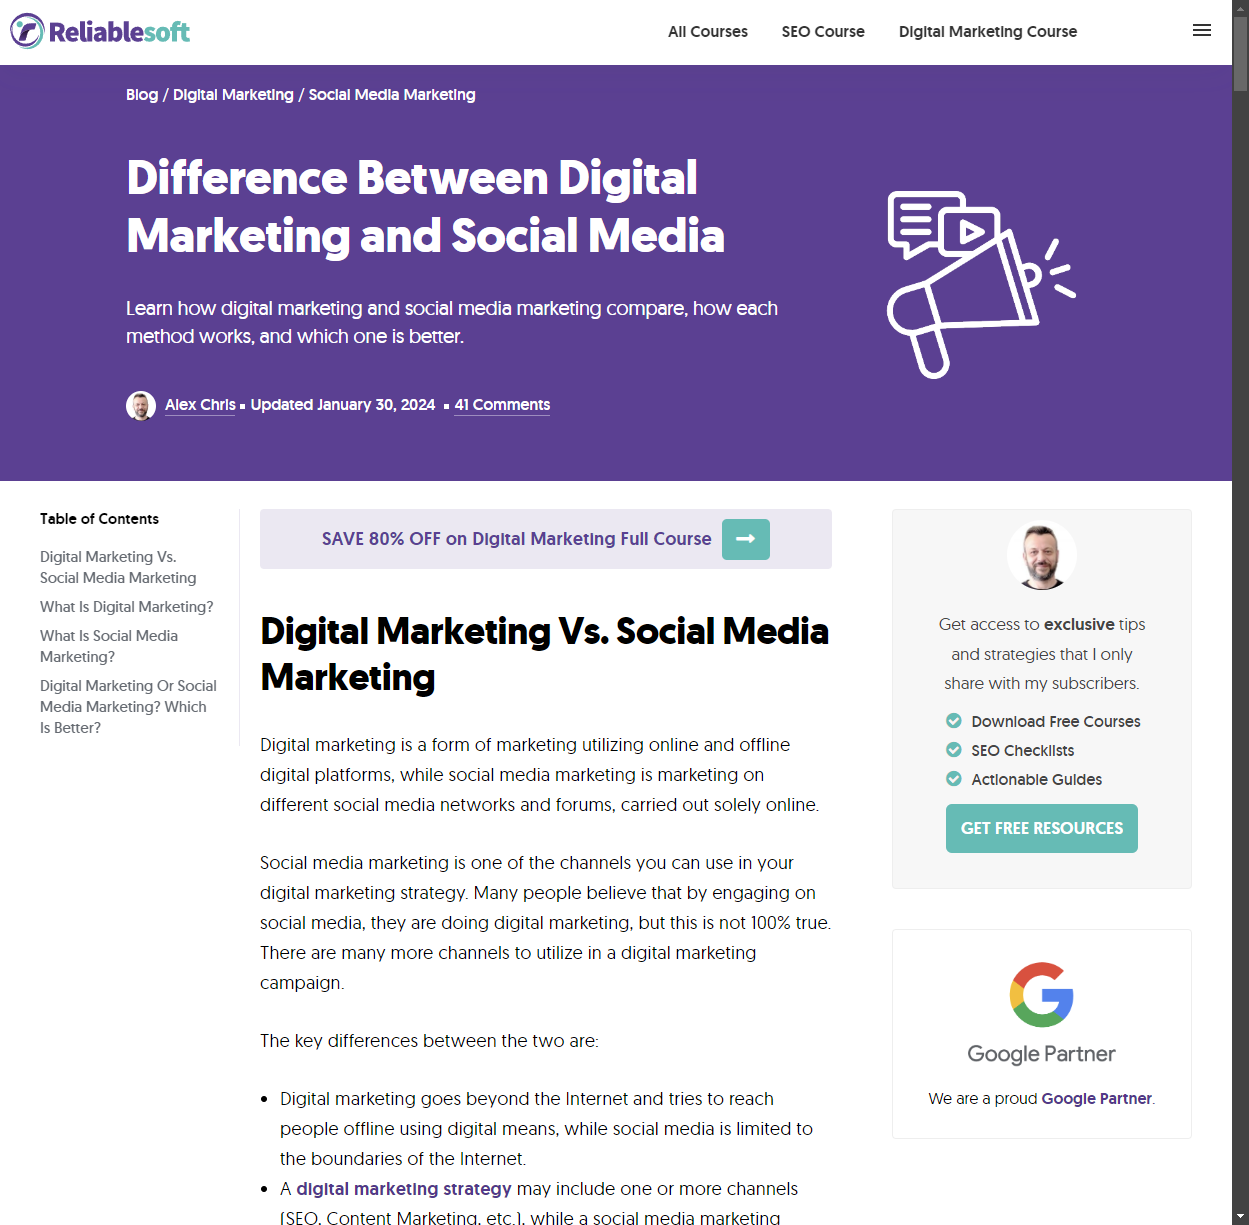 Reliablesoft
All Courses
SEO Course
Digital Marketing Course
Blog / Digital Marketing / Social Media Marketing
Difference Between Digital
Marketing and Social Media
Learn how digital marketing and social media marketing compare, how each
method works, and which one is better.
Alex Chris ▪ Updated January 30, 2024 ▪ 41 Comments
Table of Contents
Digital Marketing Vs.
Social Media Marketing
What Is Digital Marketing?
What Is Social Media
Marketing?
Digital Marketing Or Social
Media Marketing? Which
Is Better?
SAVE 80% OFF on Digital Marketing Full Course
Digital Marketing Vs. Social Media
Marketing
Digital marketing is a form of marketing utilizing online and offline
digital platforms, while social media marketing is marketing on
different social media networks and forums, carried out solely online.
Social media marketing is one of the channels you can use in your
digital marketing strategy. Many people believe that by engaging on
social media, they are doing digital marketing, but this is not 100% true.
There are many more channels to utilize in a digital marketing
campaign.
The key differences between the two are:
• Digital marketing goes beyond the Internet and tries to reach
people offline using digital means, while social media is limited to
the boundaries of the Internet.
• A digital marketing strategy may include one or more channels
(SEO, Content Marketing, etc.), while a social media marketing
Get access to exclusive tips
and strategies that I only
share with my subscribers.
Download Free Courses
SEO Checklists
Actionable Guides
GET FREE RESOURCES
Google Partner
We are a proud Google Partner.